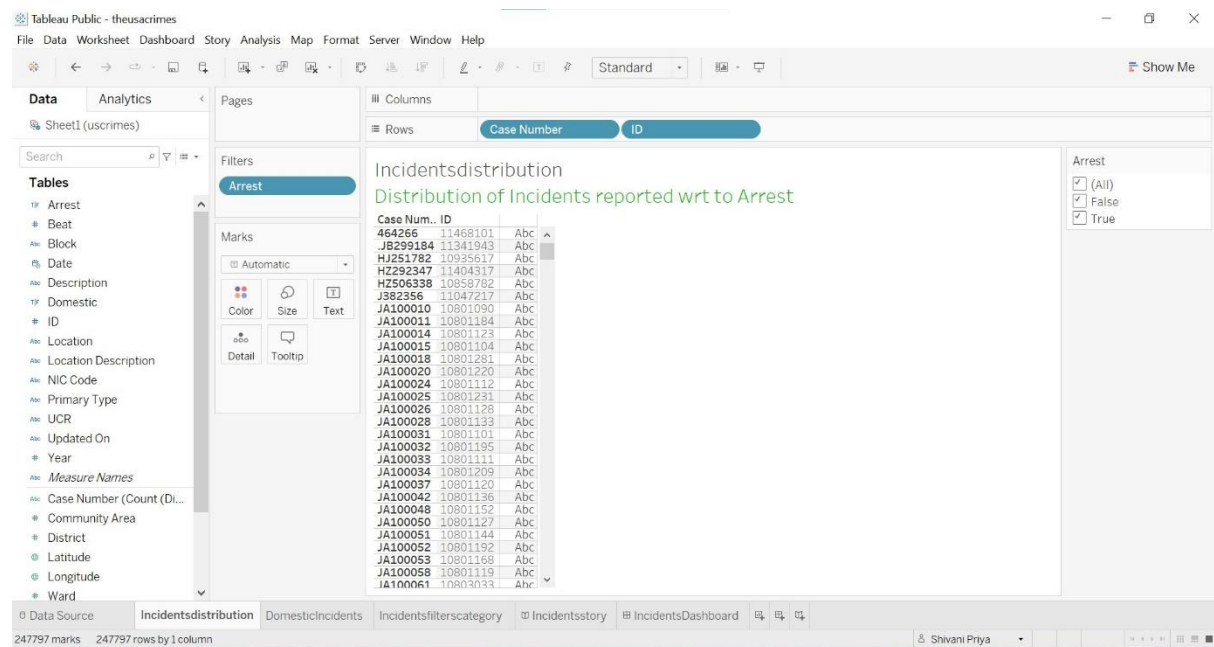 Tableau Public - theusacrimes
File Data Worksheet Dashboard Story Analysis Map Format Server Window Help
Standard
Show Me
Data Analytics
Sheet1 (uscrimes)
Search
Tables
Arrest
Beat
Block
Date
Description
Domestic
ID
Location
Location Description
NIC Code
Primary Type
UCR
Updated On
Year
Measure Names
Case Number (Count (Di...
Community Area
District
Latitude
Longitude
Ward
Pages
Filters
Arrest
Marks
Automatic
Color Size Text
Detail Tooltip
Columns
Rows Case Number ID
Incidentsdistribution
Distribution of Incidents reported wrt to Arrest
Case Num.. ID
464266 11468101 Abc
.JB299184 11341943 Abc
HJ251782 10935617 Abc
HZ292347 11404317 Abc
HZ506338 10858782 Abc
J382356 11047217 Abc
JA100010 10801090 Abc
JA100011 10801184 Abc
JA100014 10801123 Abc
JA100015 10801104 Abc
JA100018 10801281 Abc
JA100020 10801220 Abc
JA100024 10801112 Abc
JA100025 10801231 Abc
JA100026 10801128 Abc
JA100028 10801133 Abc
JA100031 10801101 Abc
JA100032 10801195 Abc
JA100033 10801111 Abc
JA100034 10801209 Abc
JA100037 10801120 Abc
JA100042 10801136 Abc
JA100048 10801152 Abc
JA100050 10801127 Abc
JA100051 10801144 Abc
JA100052 10801192 Abc
JA100053 10801168 Abc
JA100058 10801119 Abc
JA100061 10803033 Abc
Arrest
(All)
False
True
Data Source Incidentsdistribution DomesticIncidents Incidentsfilterscategory Incidentsstory IncidentsDashboard
247797 marks 247797 rows by 1 column Shivani Priya